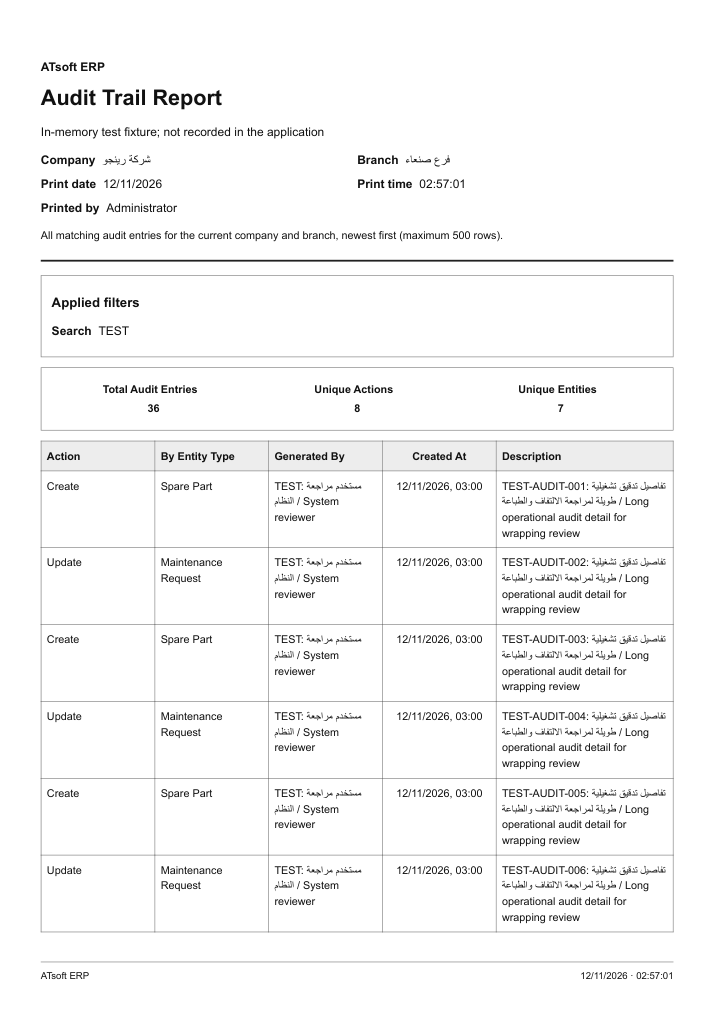 ATsoft ERP
Audit Trail Report
In-memory test fixture; not recorded in the application
Company شركة رينجو
Branch فرع صنعاء
Print date 12/11/2026
Print time 02:57:01
Printed by Administrator
All matching audit entries for the current company and branch, newest first (maximum 500 rows).
Applied filters
Search TEST
Total Audit Entries Unique Actions Unique Entities
36 8 7
Action By Entity Type Generated By Created At Description
Create
Spare Part
TEST: مستخدم مراجعة
النظام / System
reviewer
12/11/2026, 03:00
TEST-AUDIT-001: تفاصيل تدقيق تشغيلية
طويلة لمراجعة الالتفاف والطباعة / Long
operational audit detail for
wrapping review
Update
Maintenance
Request
TEST: مستخدم مراجعة
النظام / System
reviewer
12/11/2026, 03:00
TEST-AUDIT-002: تفاصيل تدقيق تشغيلية
طويلة لمراجعة الالتفاف والطباعة / Long
operational audit detail for
wrapping review
Create
Spare Part
TEST: مستخدم مراجعة
النظام / System
reviewer
12/11/2026, 03:00
TEST-AUDIT-003: تفاصيل تدقيق تشغيلية
طويلة لمراجعة الالتفاف والطباعة / Long
operational audit detail for
wrapping review
Update
Maintenance
Request
TEST: مستخدم مراجعة
النظام / System
reviewer
12/11/2026, 03:00
TEST-AUDIT-004: تفاصيل تدقيق تشغيلية
طويلة لمراجعة الالتفاف والطباعة / Long
operational audit detail for
wrapping review
Create
Spare Part
TEST: مستخدم مراجعة
النظام / System
reviewer
12/11/2026, 03:00
TEST-AUDIT-005: تفاصيل تدقيق تشغيلية
طويلة لمراجعة الالتفاف والطباعة / Long
operational audit detail for
wrapping review
Update
Maintenance
Request
TEST: مستخدم مراجعة
النظام / System
reviewer
12/11/2026, 03:00
TEST-AUDIT-006: تفاصيل تدقيق تشغيلية
طويلة لمراجعة الالتفاف والطباعة / Long
operational audit detail for
wrapping review
ATsoft ERP
12/11/2026 · 02:57:01